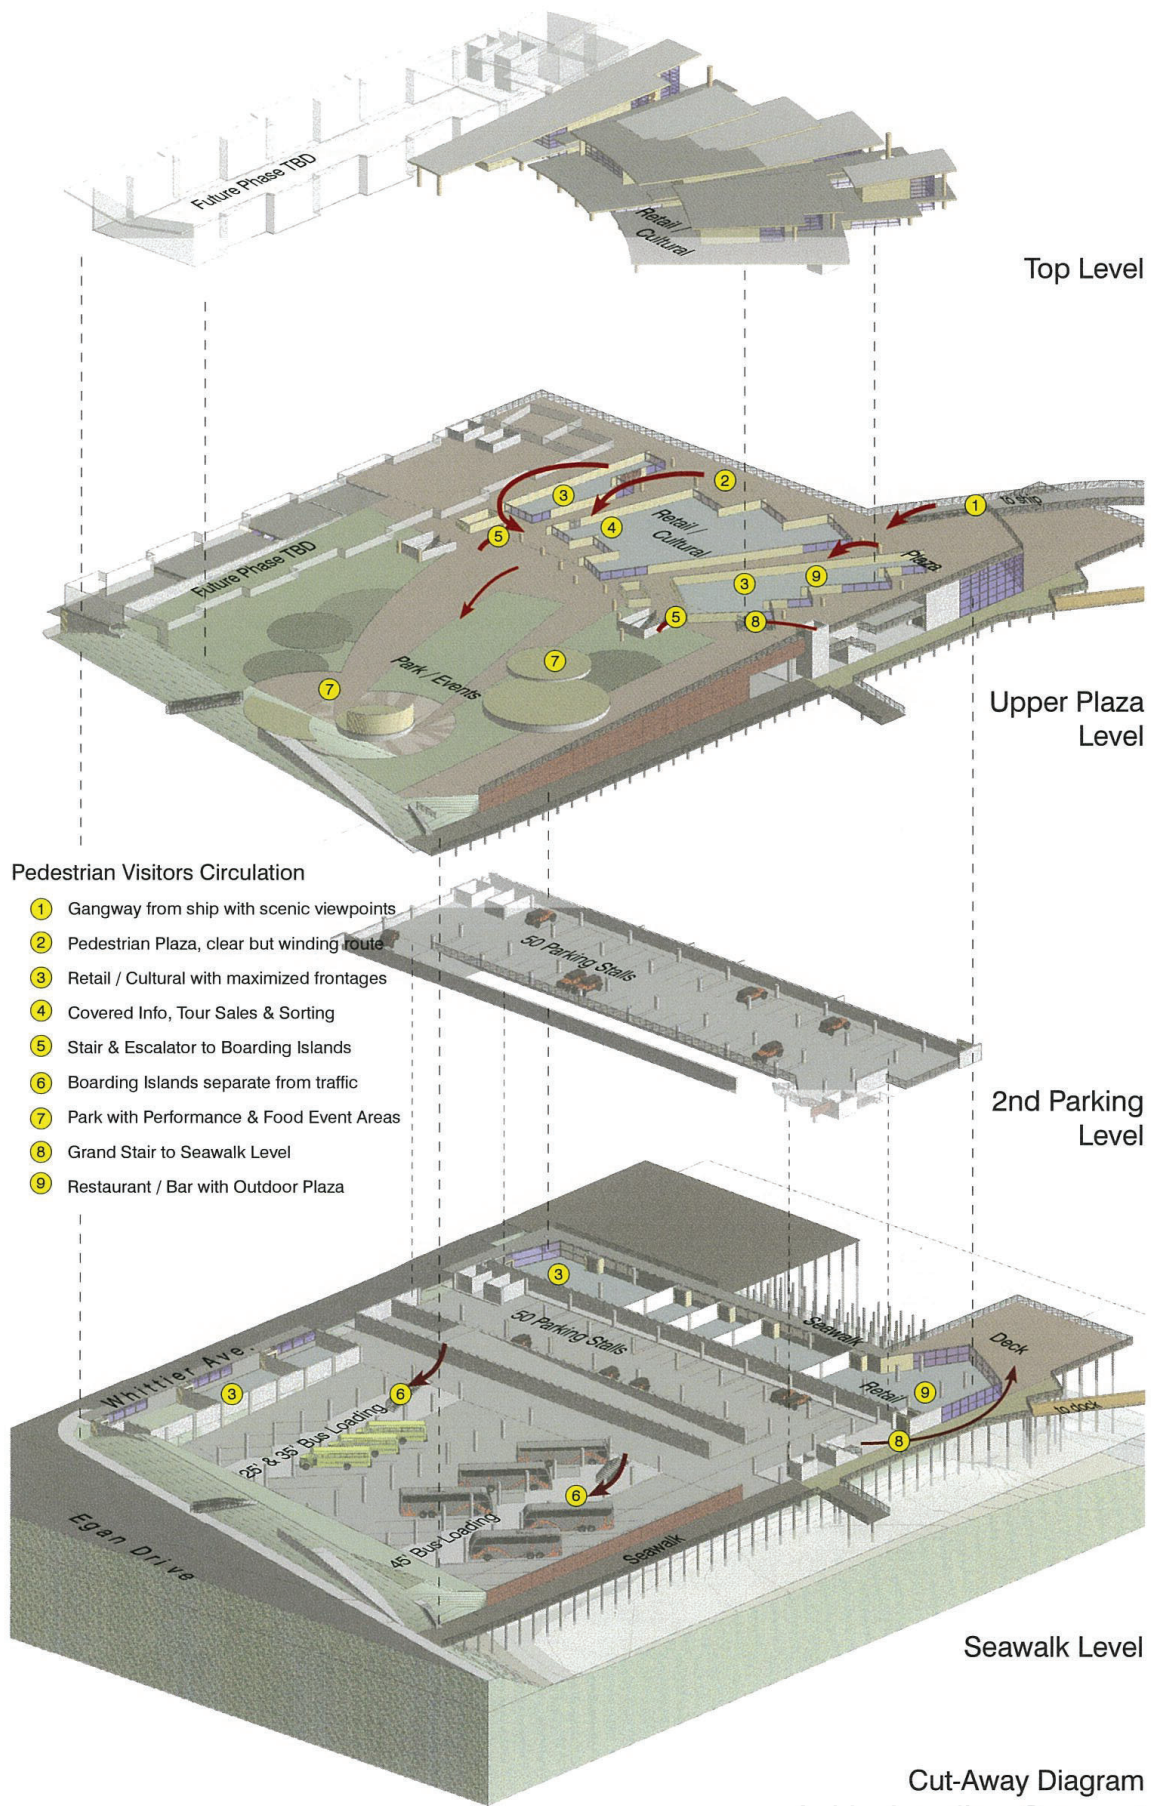 Future Phase TBD
Retail /
Cultural
Top Level
2
3
1
to ship
4
Retail /
Cultural
5
Plaza
Future Phase TBD
9
3
5
8
7
Park / Events
7
Upper Plaza
Level
Pedestrian Visitors Circulation
1 Gangway from ship with scenic viewpoints
2 Pedestrian Plaza, clear but winding route
3 Retail / Cultural with maximized frontages
4 Covered Info, Tour Sales & Sorting
5 Stair & Escalator to Boarding Islands
6 Boarding Islands separate from traffic
7 Park with Performance & Food Event Areas
8 Grand Stair to Seawalk Level
9 Restaurant / Bar with Outdoor Plaza
50 Parking Stalls
2nd Parking
Level
3
50 Parking Stalls
Seawalk
Deck
Whittier Ave.
3
6
Retail
9
to dock
25' & 35' Bus Loading
8
6
45' Bus Loading
Seawalk
Egan Drive
Seawalk Level
Cut-Away Diagram